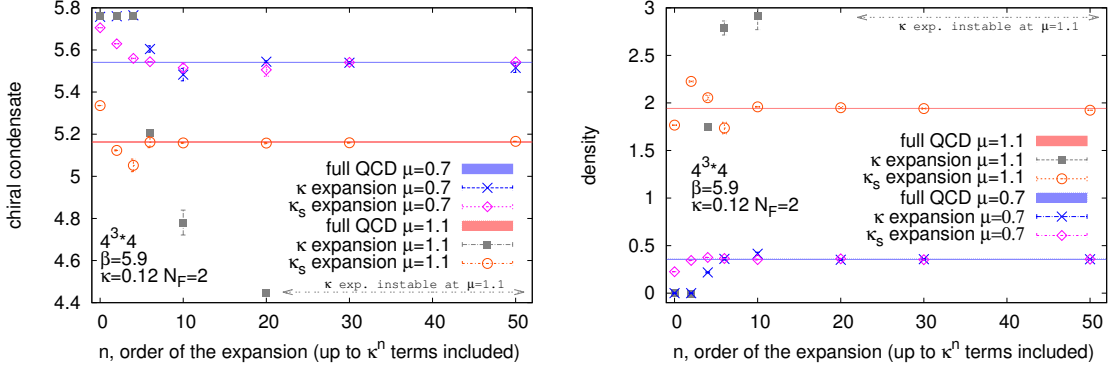 chiral condensate
5.8
5.6
5.4
5.2
5
4.8
4.6
4.4
0
10
20
30
40
50
n, order of the expansion (up to κⁿ terms included)
full QCD μ=0.7
κ expansion μ=0.7
κₛ expansion μ=0.7
full QCD μ=1.1
κ expansion μ=1.1
κₛ expansion μ=1.1
4³*4
β=5.9
κ=0.12 N_F=2
κ exp. instable at μ=1.1
density
3
2.5
2
1.5
1
0.5
0
0
10
20
30
40
50
n, order of the expansion (up to κⁿ terms included)
κ exp. instable at μ=1.1
4³*4
β=5.9
κ=0.12 N_F=2
full QCD μ=1.1
κ expansion μ=1.1
κₛ expansion μ=1.1
full QCD μ=0.7
κ expansion μ=0.7
κₛ expansion μ=0.7